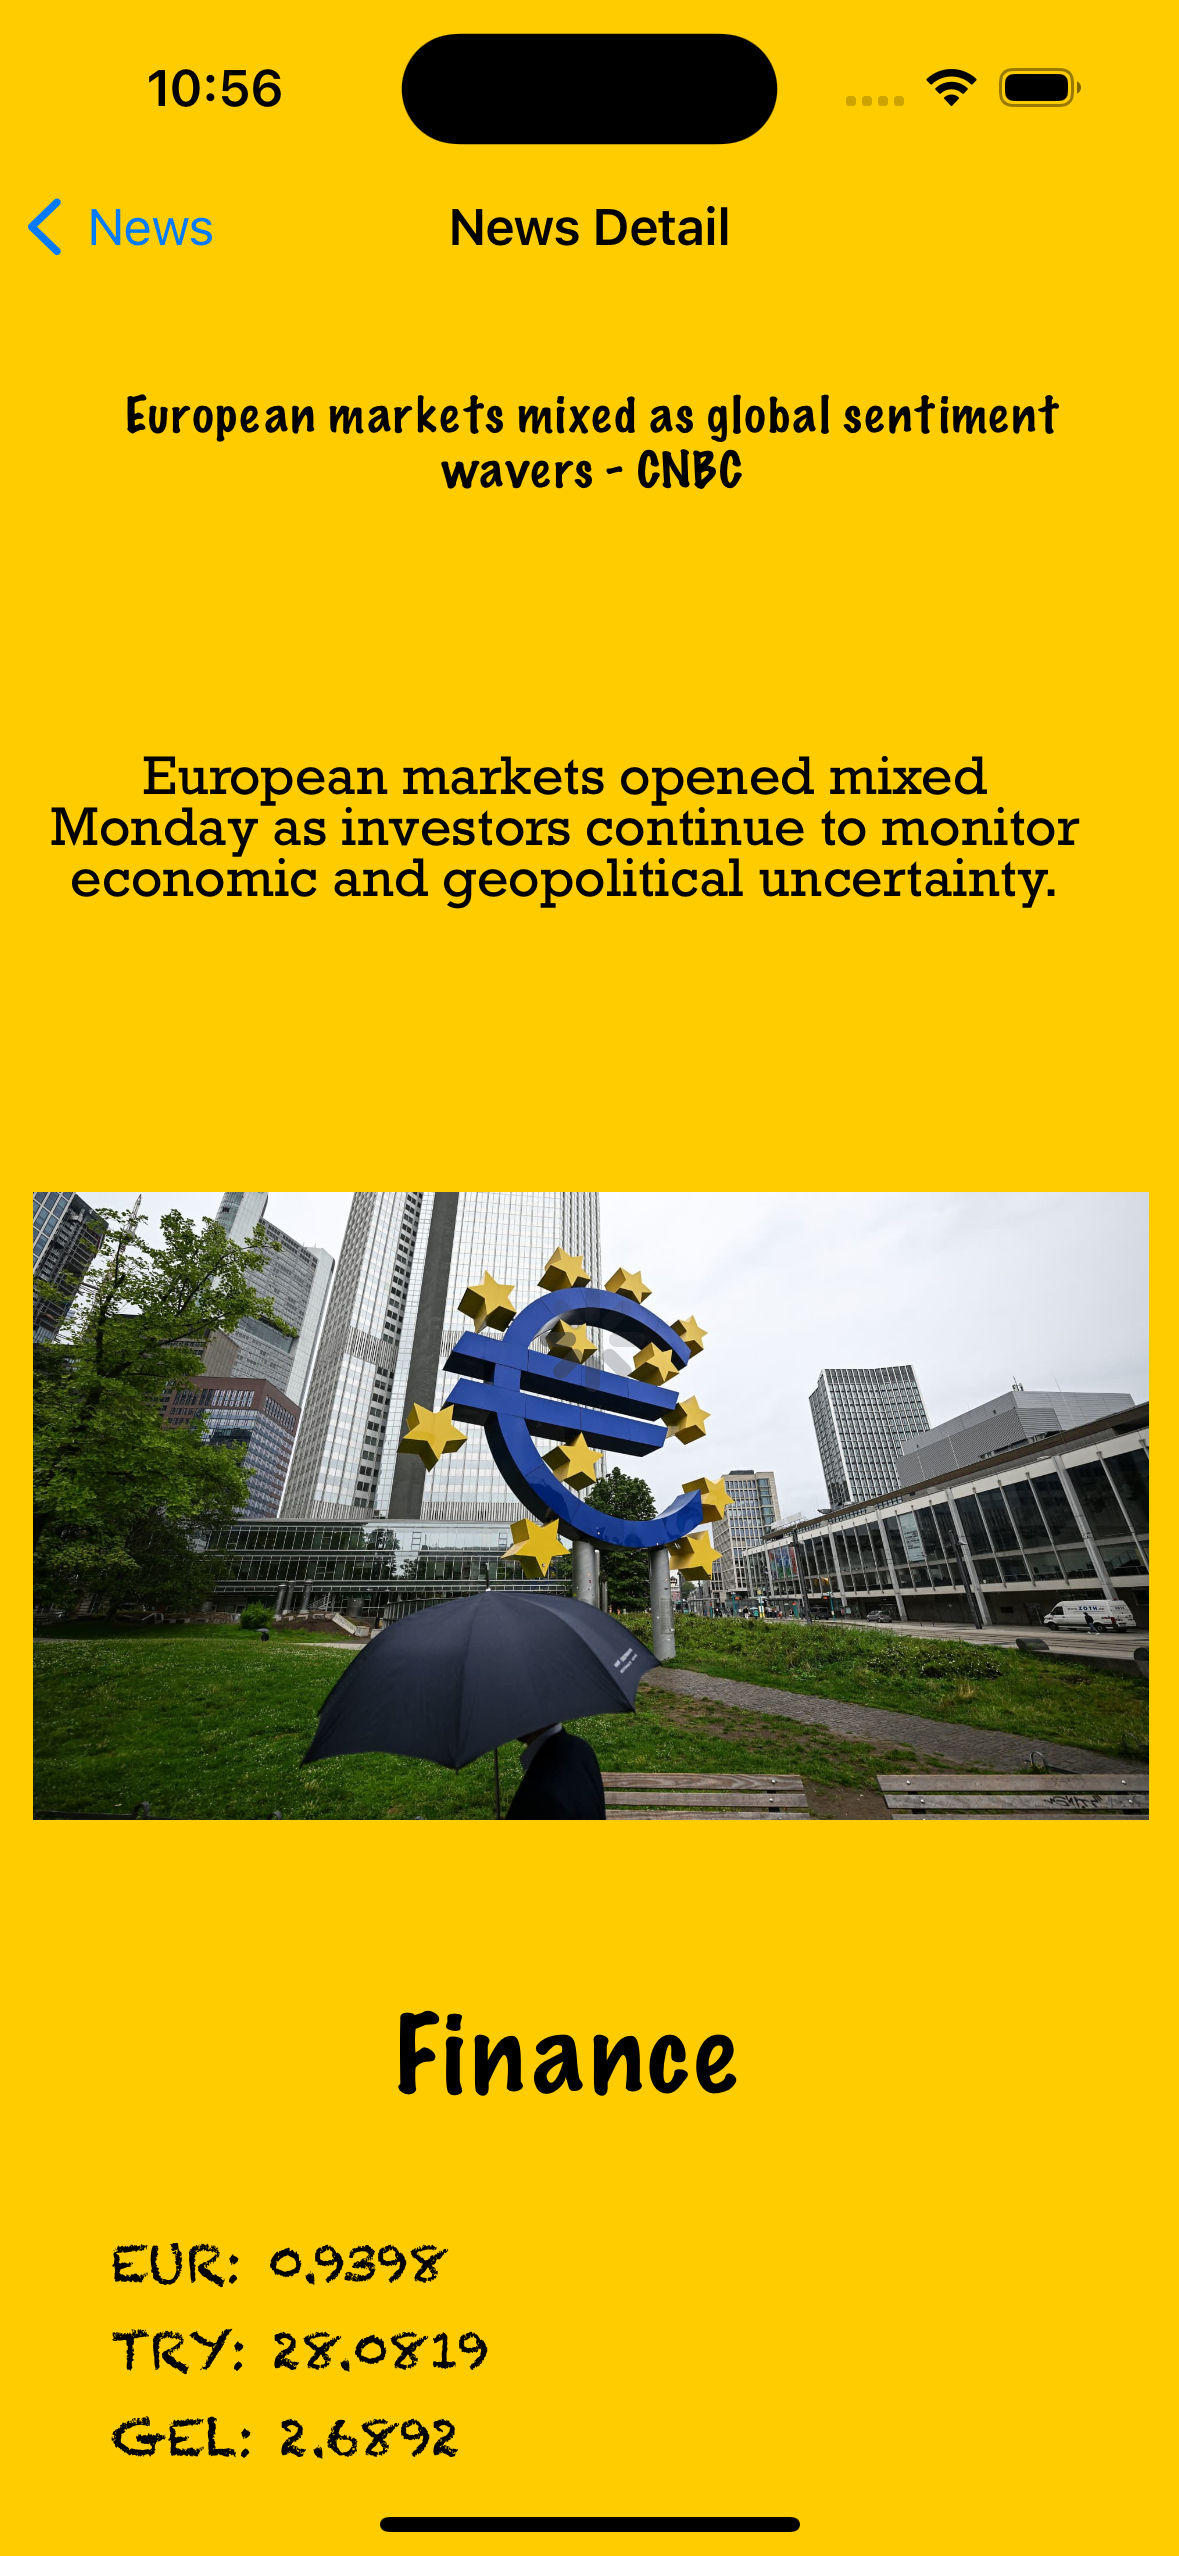 10:56
News
News Detail
European markets mixed as global sentiment
wavers - CNBC
European markets opened mixed
Monday as investors continue to monitor
economic and geopolitical uncertainty.
ZOTH
Finance
EUR: 0.9398
TRY: 28.0819
GEL: 2.6892